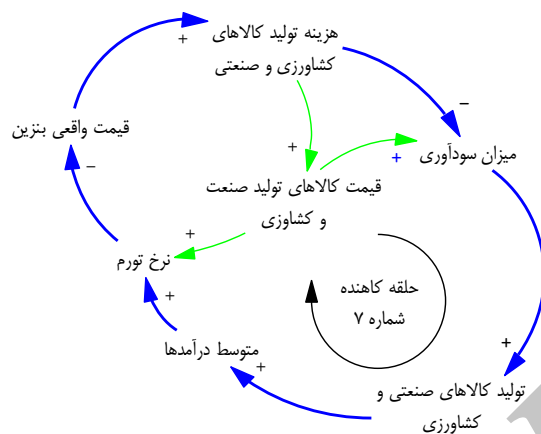 هزینه تولید کالاهای
کشاورزی و صنعتی
+
−
+
+
+
قیمت واقعی بنزین
میزان سودآوری
−
قیمت کالاهای تولید صنعت
و کشاوزی
+
نرخ تورم
حلقه کاهنده
شماره ۷
+
+
متوسط درآمدها
+
تولید کالاهای صنعتی و
کشاورزی